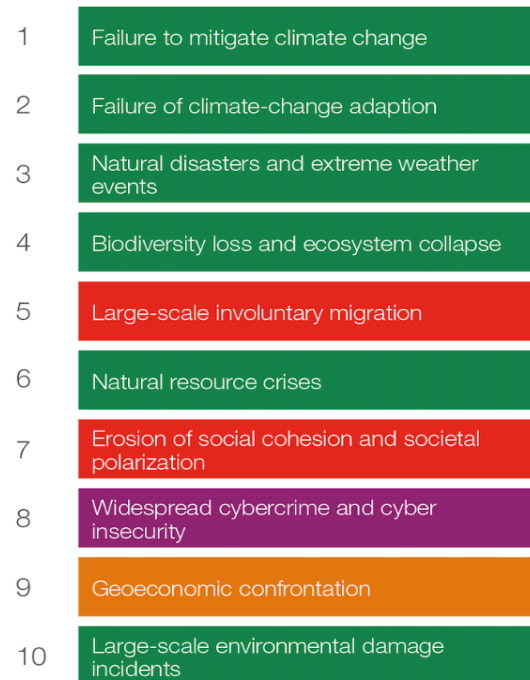 1 Failure to mitigate climate change
2 Failure of climate-change adaption
3 Natural disasters and extreme weather
events
4 Biodiversity loss and ecosystem collapse
5 Large-scale involuntary migration
6 Natural resource crises
7 Erosion of social cohesion and societal
polarization
8 Widespread cybercrime and cyber
insecurity
9 Geoeconomic confrontation
10 Large-scale environmental damage
incidents